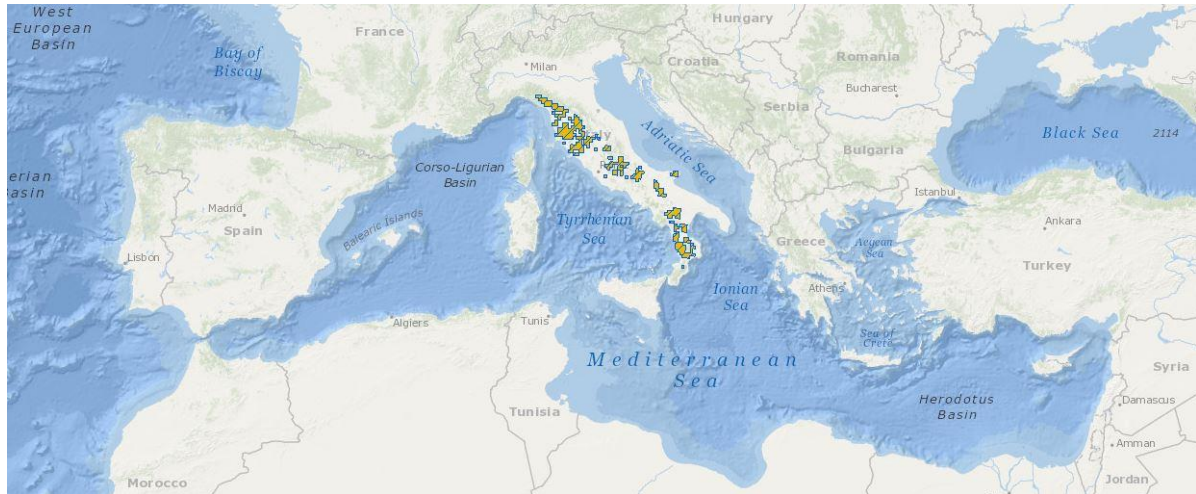 West
European
Basin
Bay of
Biscay
France
Hungary
Milan
Croatia
Romania
Bucharest
Serbia
Adriatic Sea
Black Sea
2114
Bulgaria
Corso-Ligurian
Basin
Istanbul
Madrid
Spain
Balearic Islands
Tyrrhenian
Sea
Ankara
Greece
Aegean
Sea
Turkey
Lisbon
Ionian
Sea
Athens
Algiers
Tunis
Sea of
Crete
Mediterranean
Sea
Syria
Herodotus
Basin
Damascus
Tunisia
Amman
Morocco
Jordan